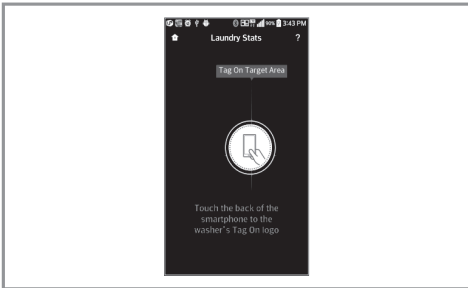 90% 3:43 PM
Laundry Stats ?
Tag On Target Area
Touch the back of the
smartphone to the
washer's Tag On logo